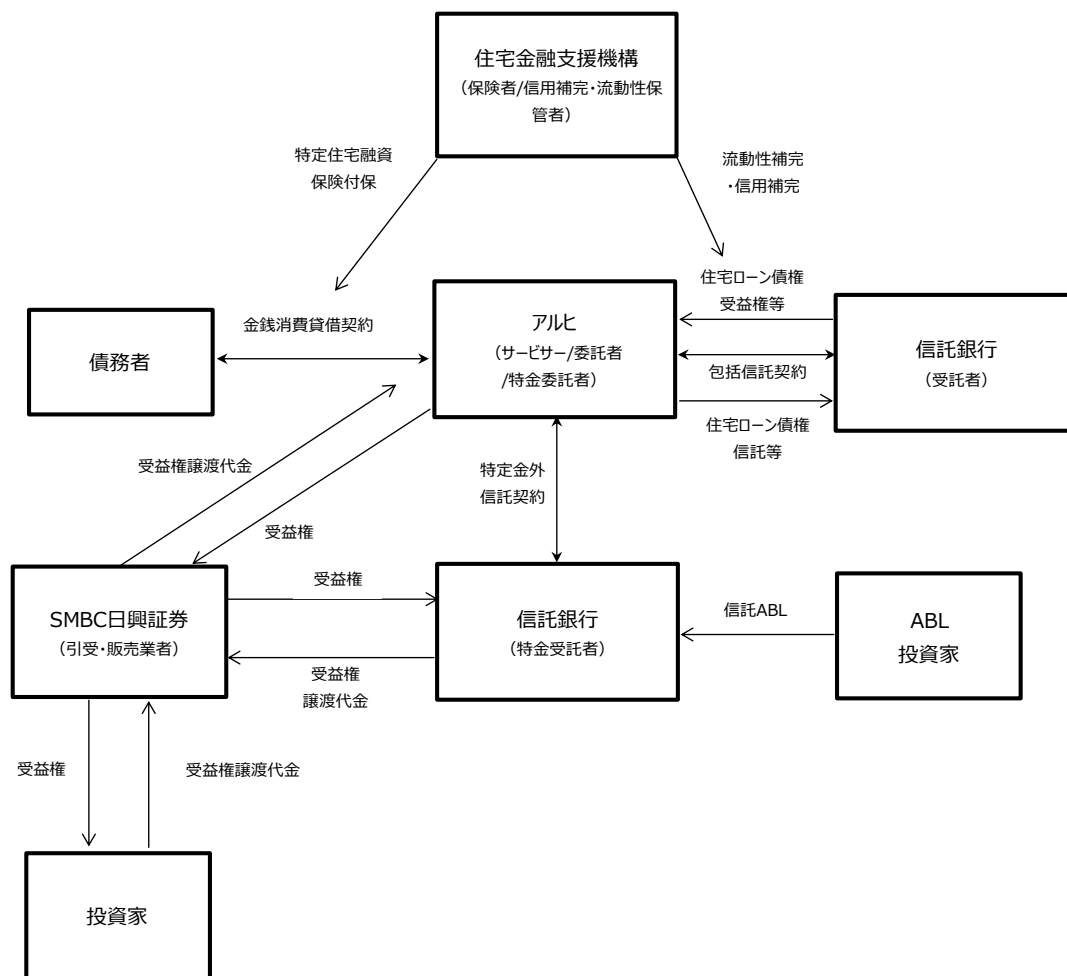 住宅金融支援機構
（保険者/信用補完・流動性保
管者）
特定住宅融資
保険付保
流動性補完
・信用補完
住宅ローン債権
受益権等
債務者
金銭消費貸借契約
アルヒ
（サービサー/委託者
/特金委託者）
包括信託契約
信託銀行
（受託者）
住宅ローン債権
信託等
受益権譲渡代金
特定金外
信託契約
受益権
SMBC日興証券
（引受・販売業者）
受益権
受益権
譲渡代金
信託銀行
（特金受託者）
信託ABL
ABL
投資家
受益権
受益権譲渡代金
投資家